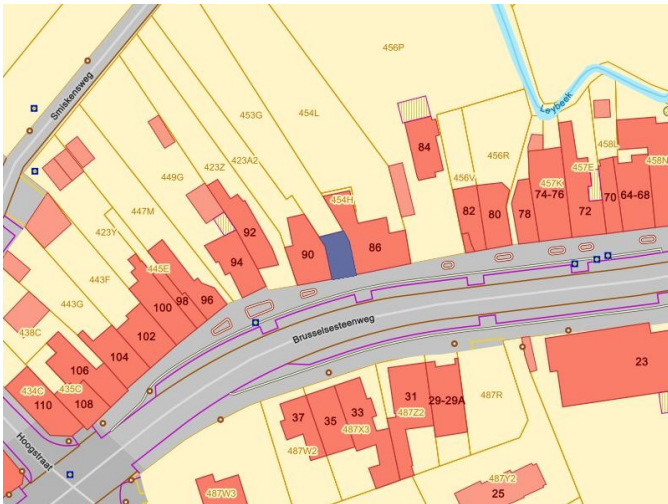 456P
Smiskensweg
454L
453G
Leybeek
423A2
423Z
84
456R
458L
449G
456V
457E
458N
447M
454H
457K
74-76
70
64-68
423Y
92
82
80
78
72
90
86
94
445E
443F
100
98
96
443G
102
438C
104
Brusselsesteenweg
106
23
434C
435C
31
29-29A
487R
110
108
37
35
33
487Z2
487X3
Hoogstraat
487W2
487Y2
487W3
25